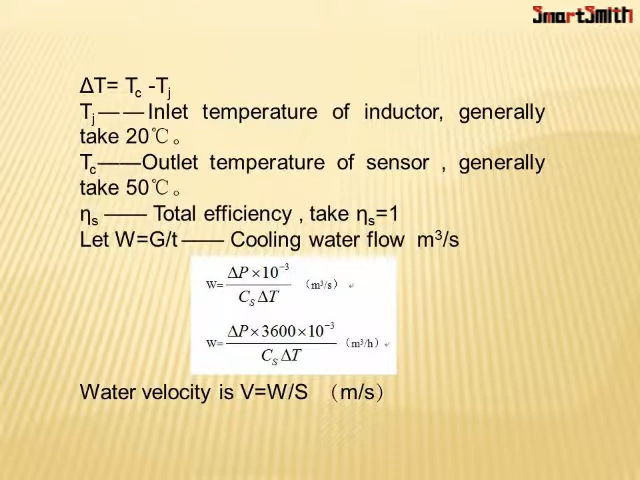 SmartSmith
ΔT= Tc -Tj
Tj——Inlet temperature of inductor, generally
take 20℃。
Tc——Outlet temperature of sensor , generally
take 50℃。
ηs —— Total efficiency , take ηs=1
Let W=G/t —— Cooling water flow m³/s
W= ΔP×10⁻³ / CS ΔT （m³/s）
W= ΔP×3600×10⁻³ / CS ΔT （m³/h）
Water velocity is V=W/S （m/s）